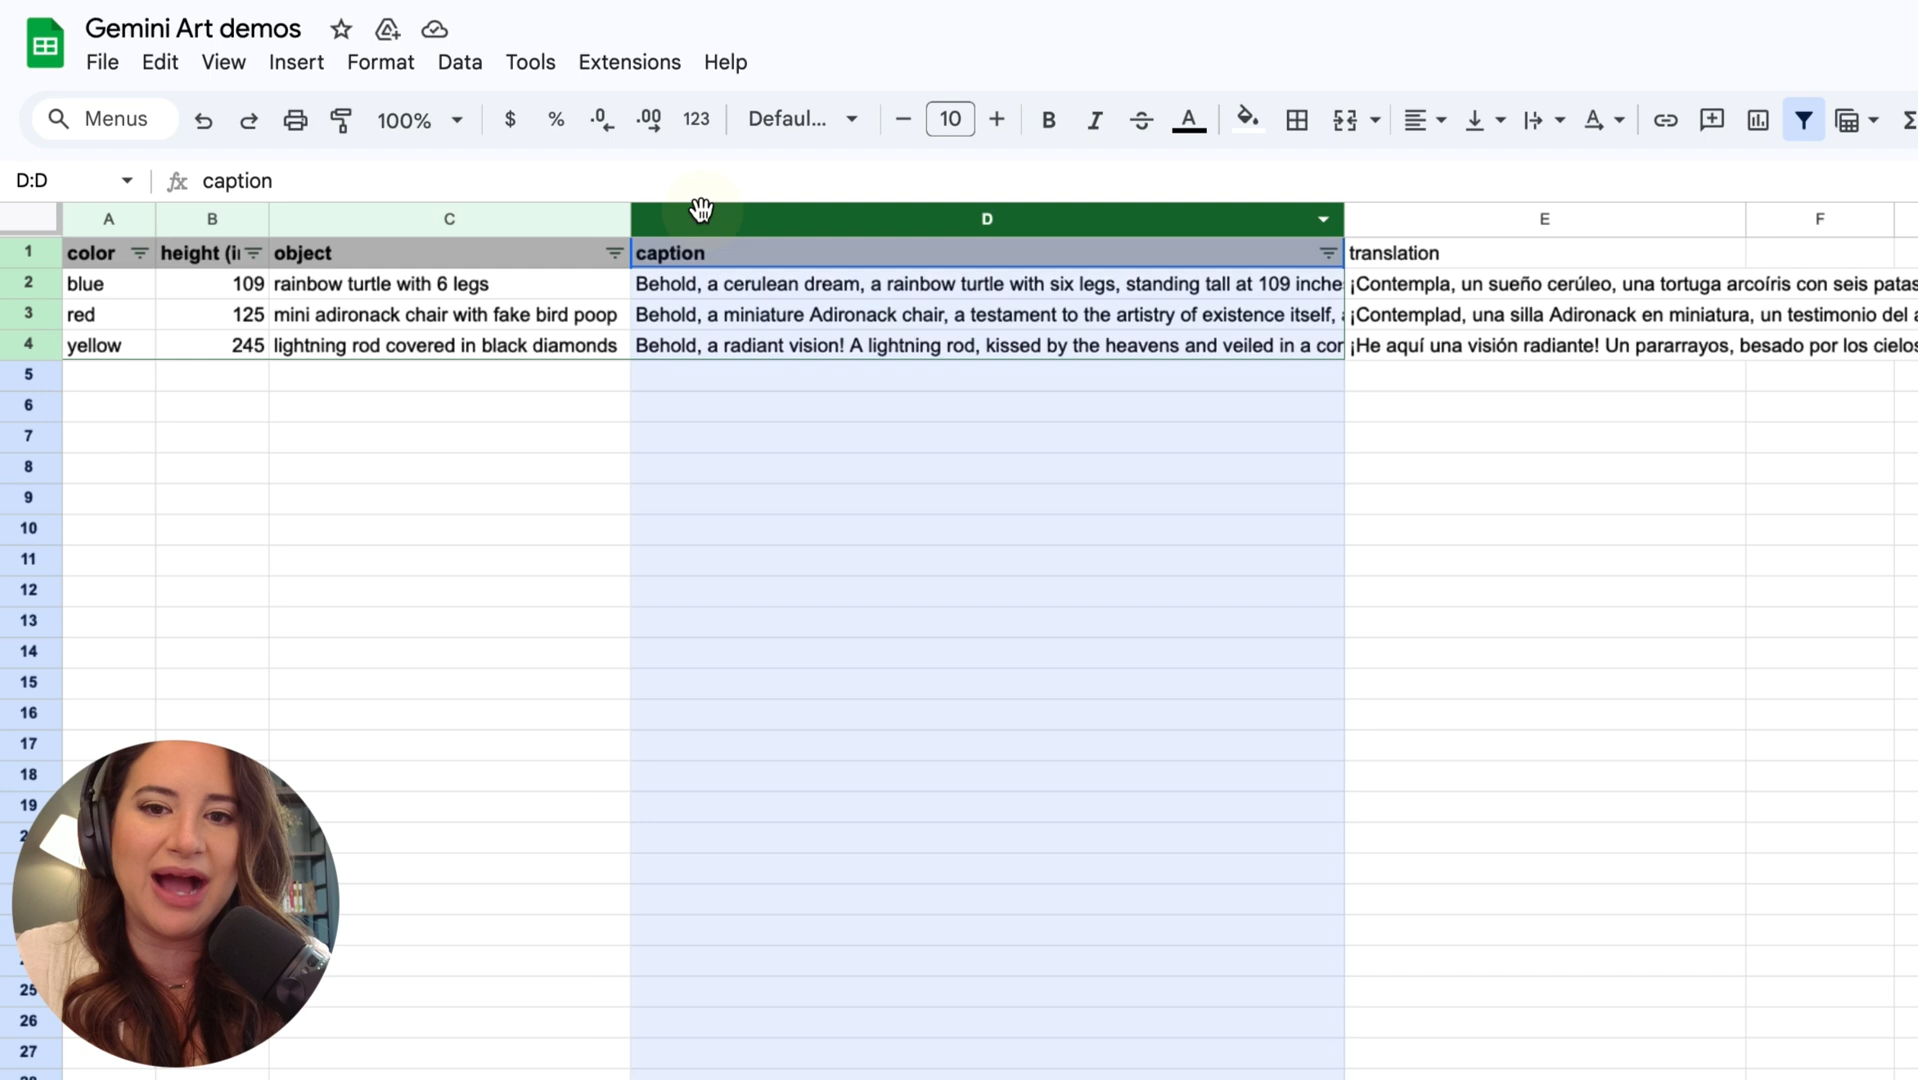 Gemini Art demos
File Edit View Insert Format Data Tools Extensions Help
Menus 100% $ % .0 .00 123 Defaul... 10 B I A A Σ
D:D fx caption
A B C D E F
1 color height (i object caption translation
2 blue 109 rainbow turtle with 6 legs Behold, a cerulean dream, a rainbow turtle with six legs, standing tall at 109 inche ¡Contempla, un sueño cerúleo, una tortuga arcoíris con seis patas
3 red 125 mini adironack chair with fake bird poop Behold, a miniature Adironack chair, a testament to the artistry of existence itself, ¡Contemplad, una silla Adironack en miniatura, un testimonio del
4 yellow 245 lightning rod covered in black diamonds Behold, a radiant vision! A lightning rod, kissed by the heavens and veiled in a cor ¡He aquí una visión radiante! Un pararrayos, besado por los cielos
5
6
7
8
9
10
11
12
13
14
15
16
17
18
19
25
26
27